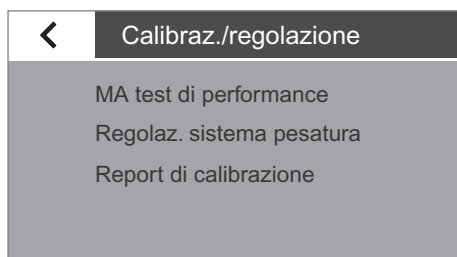 Calibraz./regolazione
MA test di performance
Regolaz. sistema pesatura
Report di calibrazione